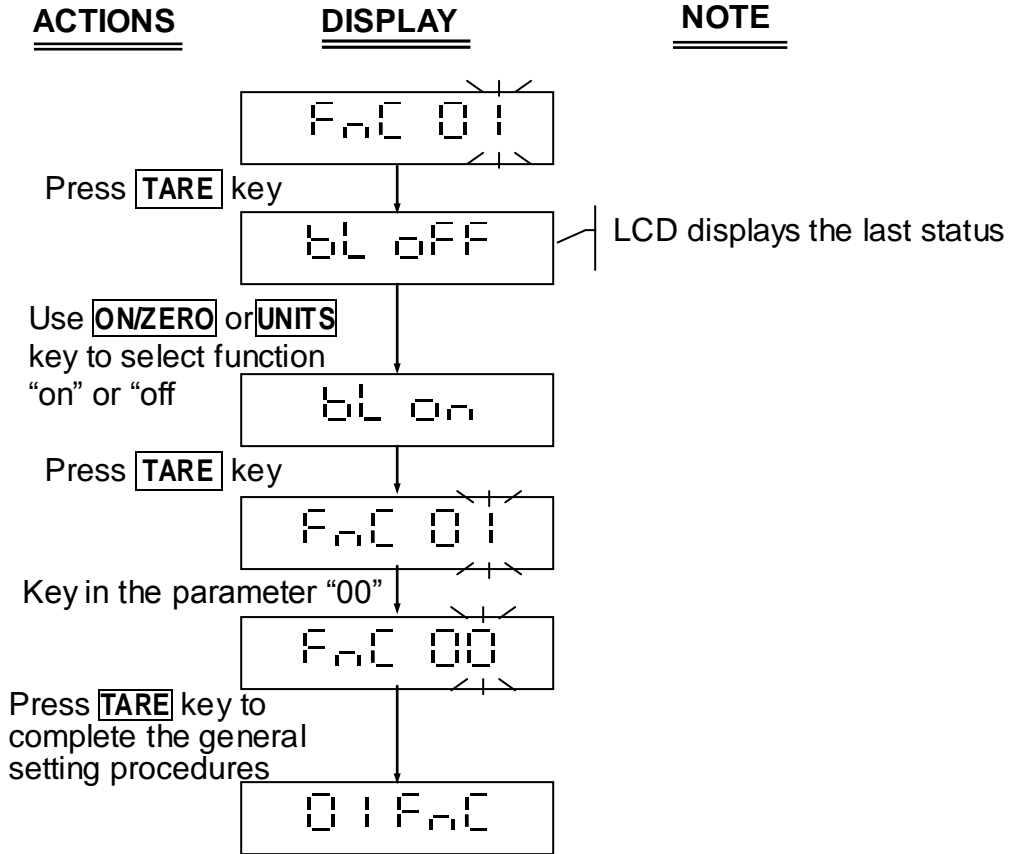 ACTIONS DISPLAY NOTE
FnC 01
Press TARE key
bL oFF
LCD displays the last status
Use ON/ZERO or UNITS
key to select function
“on” or “off
bL on
Press TARE key
FnC 01
Key in the parameter “00”
FnC 00
Press TARE key to
complete the general
setting procedures
01 FnC